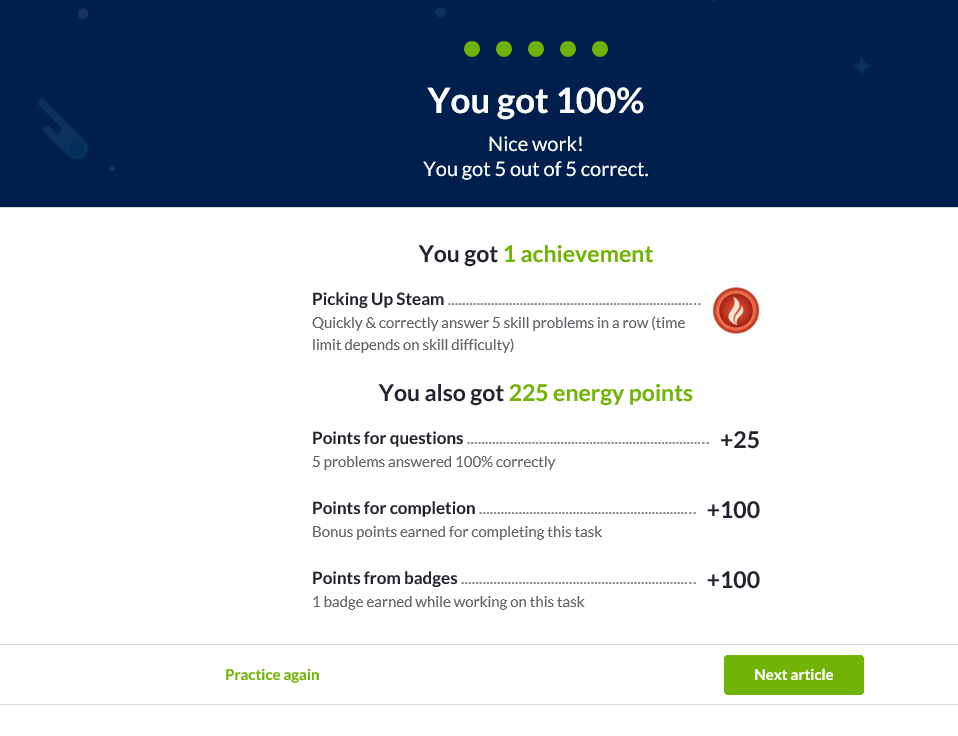 You got 100%
Nice work!
You got 5 out of 5 correct.
You got 1 achievement
Picking Up Steam
Quickly & correctly answer 5 skill problems in a row (time
limit depends on skill difficulty)
You also got 225 energy points
Points for questions +25
5 problems answered 100% correctly
Points for completion +100
Bonus points earned for completing this task
Points from badges +100
1 badge earned while working on this task
Practice again Next article